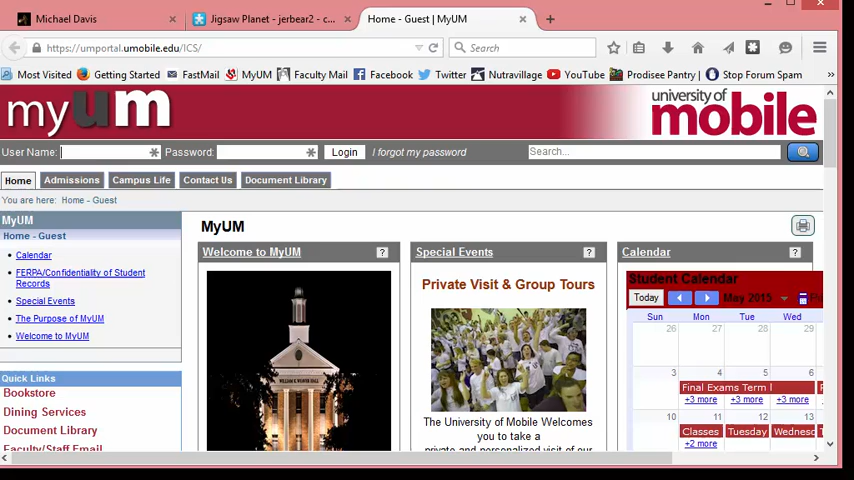 Michael Davis
Jigsaw Planet - jerbear2 - c...
Home - Guest | MyUM
https://umportal.umobile.edu/ICS/
Search
Most Visited Getting Started FastMail MyUM Faculty Mail Facebook Twitter Nutravillage YouTube Prodisee Pantry Stop Forum Spam
myum
university of
mobile
User Name: Password: Login I forgot my password Search...
Home Admissions Campus Life Contact Us Document Library
You are here: Home - Guest
MyUM
Home - Guest
Calendar
FERPA/Confidentiality of Student
Records
Special Events
The Purpose of MyUM
Welcome to MyUM
Quick Links
Bookstore
Dining Services
Document Library
Faculty/Staff Email
MyUM
Welcome to MyUM ?
Special Events ?
Private Visit & Group Tours
The University of Mobile Welcomes
you to take a
private and personalized visit of our
Calendar ?
Student Calendar
Today May 2015
Sun Mon Tue Wed
26 27 28 29
3 4 5 6
Final Exams Term I
+3 more +3 more +3 more
10 11 12 13
Classes Tuesday Wednesd
+2 more